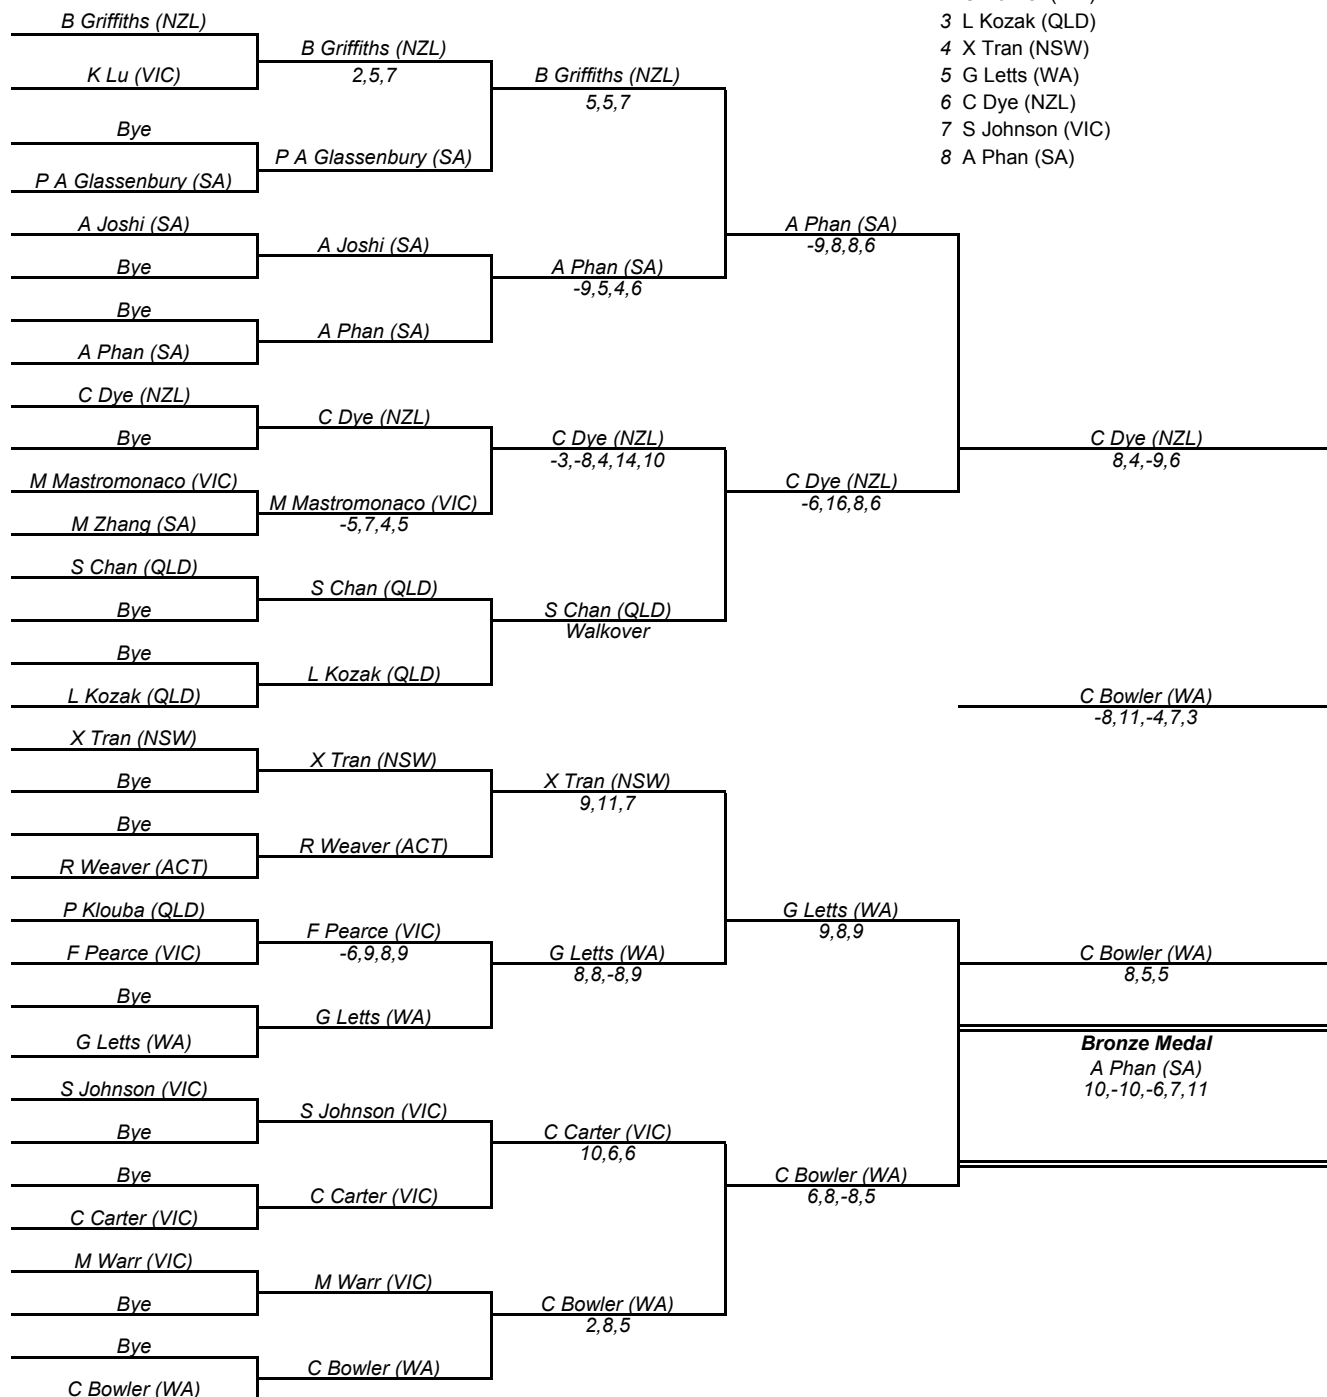 B Griffiths (NZL)
K Lu (VIC)
Bye
P A Glassenbury (SA)
A Joshi (SA)
Bye
Bye
A Phan (SA)
C Dye (NZL)
Bye
M Mastromonaco (VIC)
M Zhang (SA)
S Chan (QLD)
Bye
Bye
L Kozak (QLD)
X Tran (NSW)
Bye
Bye
R Weaver (ACT)
P Klouba (QLD)
F Pearce (VIC)
Bye
G Letts (WA)
S Johnson (VIC)
Bye
Bye
C Carter (VIC)
M Warr (VIC)
Bye
Bye
C Bowler (WA)
B Griffiths (NZL)
2,5,7
P A Glassenbury (SA)
A Joshi (SA)
A Phan (SA)
C Dye (NZL)
M Mastromonaco (VIC)
-5,7,4,5
S Chan (QLD)
L Kozak (QLD)
X Tran (NSW)
R Weaver (ACT)
F Pearce (VIC)
-6,9,8,9
G Letts (WA)
S Johnson (VIC)
C Carter (VIC)
M Warr (VIC)
C Bowler (WA)
B Griffiths (NZL)
5,5,7
A Phan (SA)
-9,5,4,6
C Dye (NZL)
-3,-8,4,14,10
S Chan (QLD)
Walkover
X Tran (NSW)
9,11,7
G Letts (WA)
8,8,-8,9
C Carter (VIC)
10,6,6
C Bowler (WA)
2,8,5
A Phan (SA)
-9,8,8,6
C Dye (NZL)
-6,16,8,6
G Letts (WA)
9,8,9
C Bowler (WA)
6,8,-8,5
3 L Kozak (QLD)
4 X Tran (NSW)
5 G Letts (WA)
6 C Dye (NZL)
7 S Johnson (VIC)
8 A Phan (SA)
C Dye (NZL)
8,4,-9,6
C Bowler (WA)
-8,11,-4,7,3
C Bowler (WA)
8,5,5
Bronze Medal
A Phan (SA)
10,-10,-6,7,11